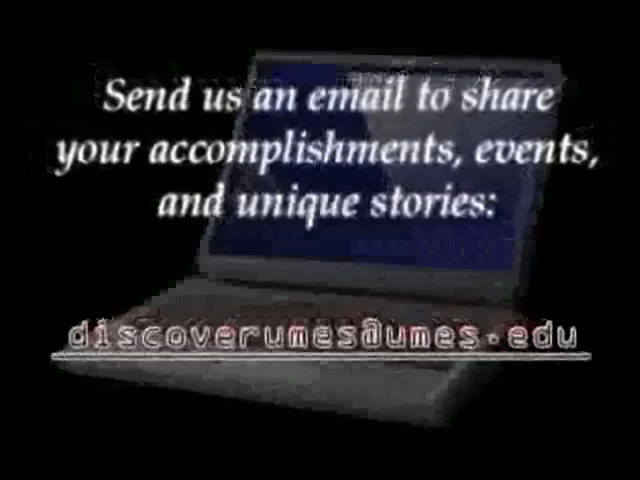 Send us an email to share
your accomplishments, events,
and unique stories:
discoverumes@umes.edu